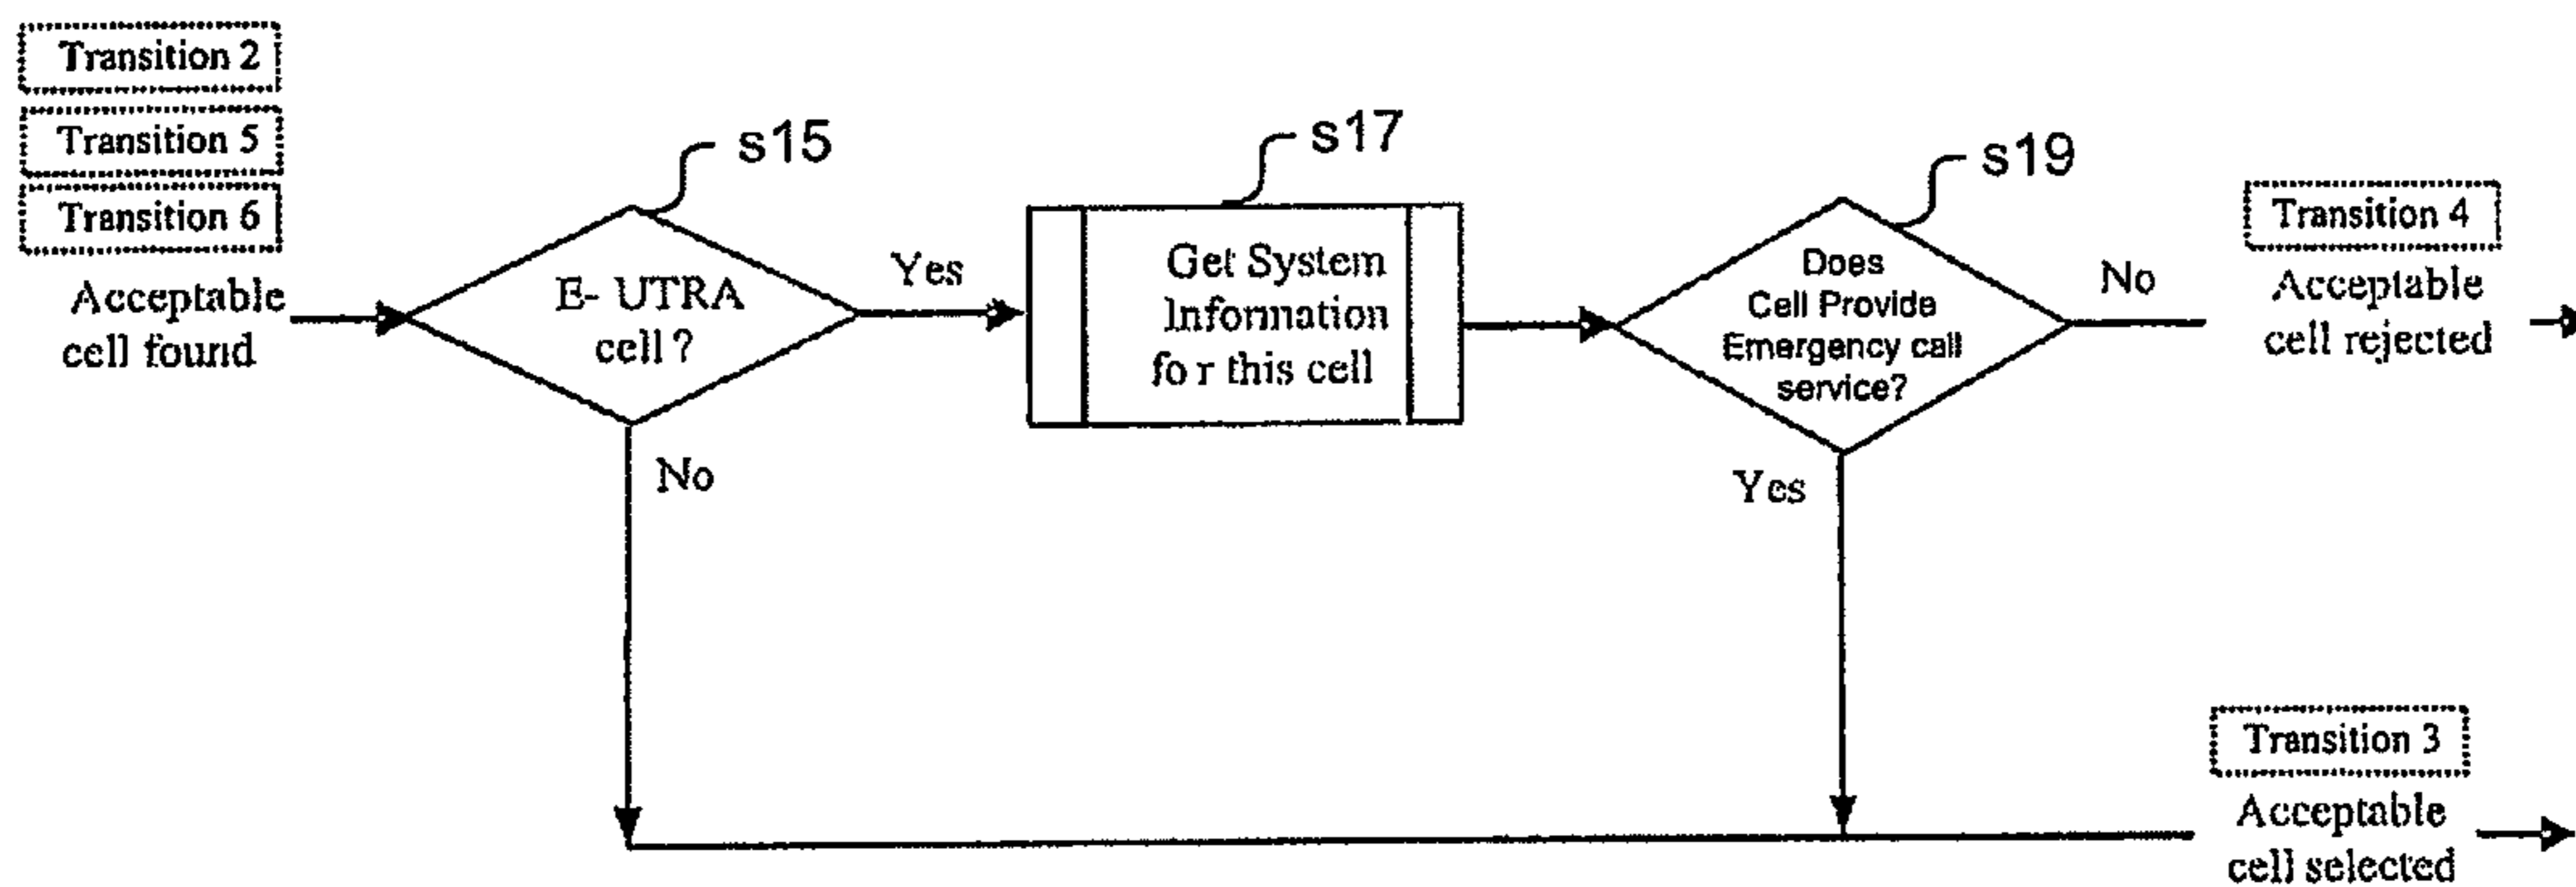 Transition 2
Transition 5
Transition 6
Acceptable
cell found
s15
E- UTRA
cell ?
Yes
No
s17
Get System
Information
fo r this cell
s19
Does
Cell Provide
Emergency call
service?
No
Yes
Transition 4
Acceptable
cell rejected
Transition 3
Acceptable
cell selected